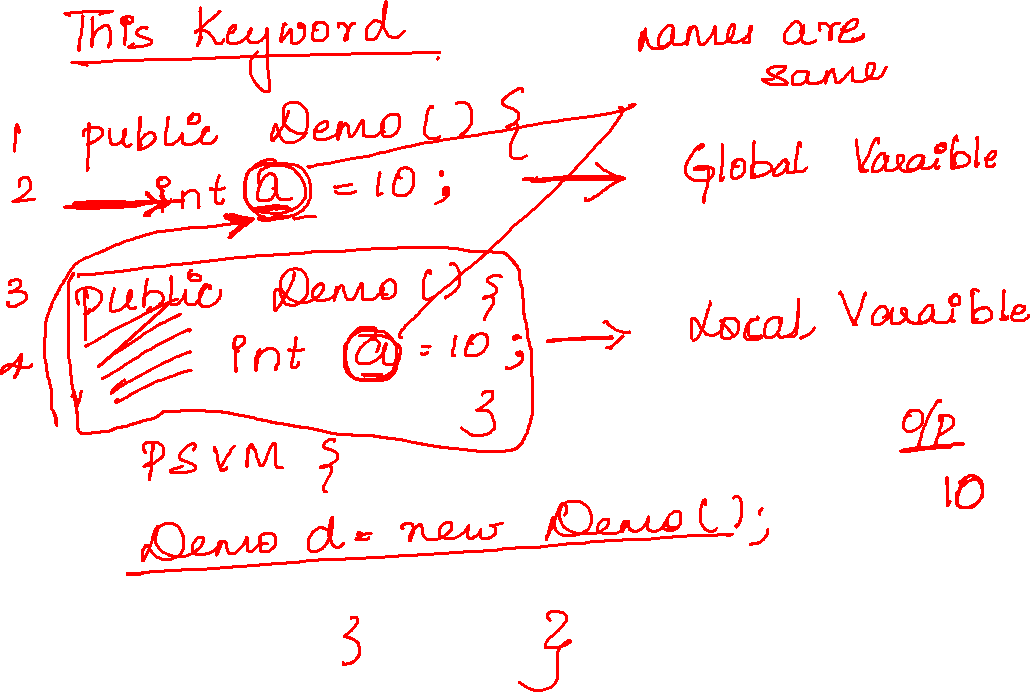 This Keyword
names are
same
1 public Demo () {
2 int a = 10 ; Global Varaible
3 public Demo () {
4 int a = 10 ; Local Varaible
}
PSVM {
O/P
10
Demo d = new Demo();
} }